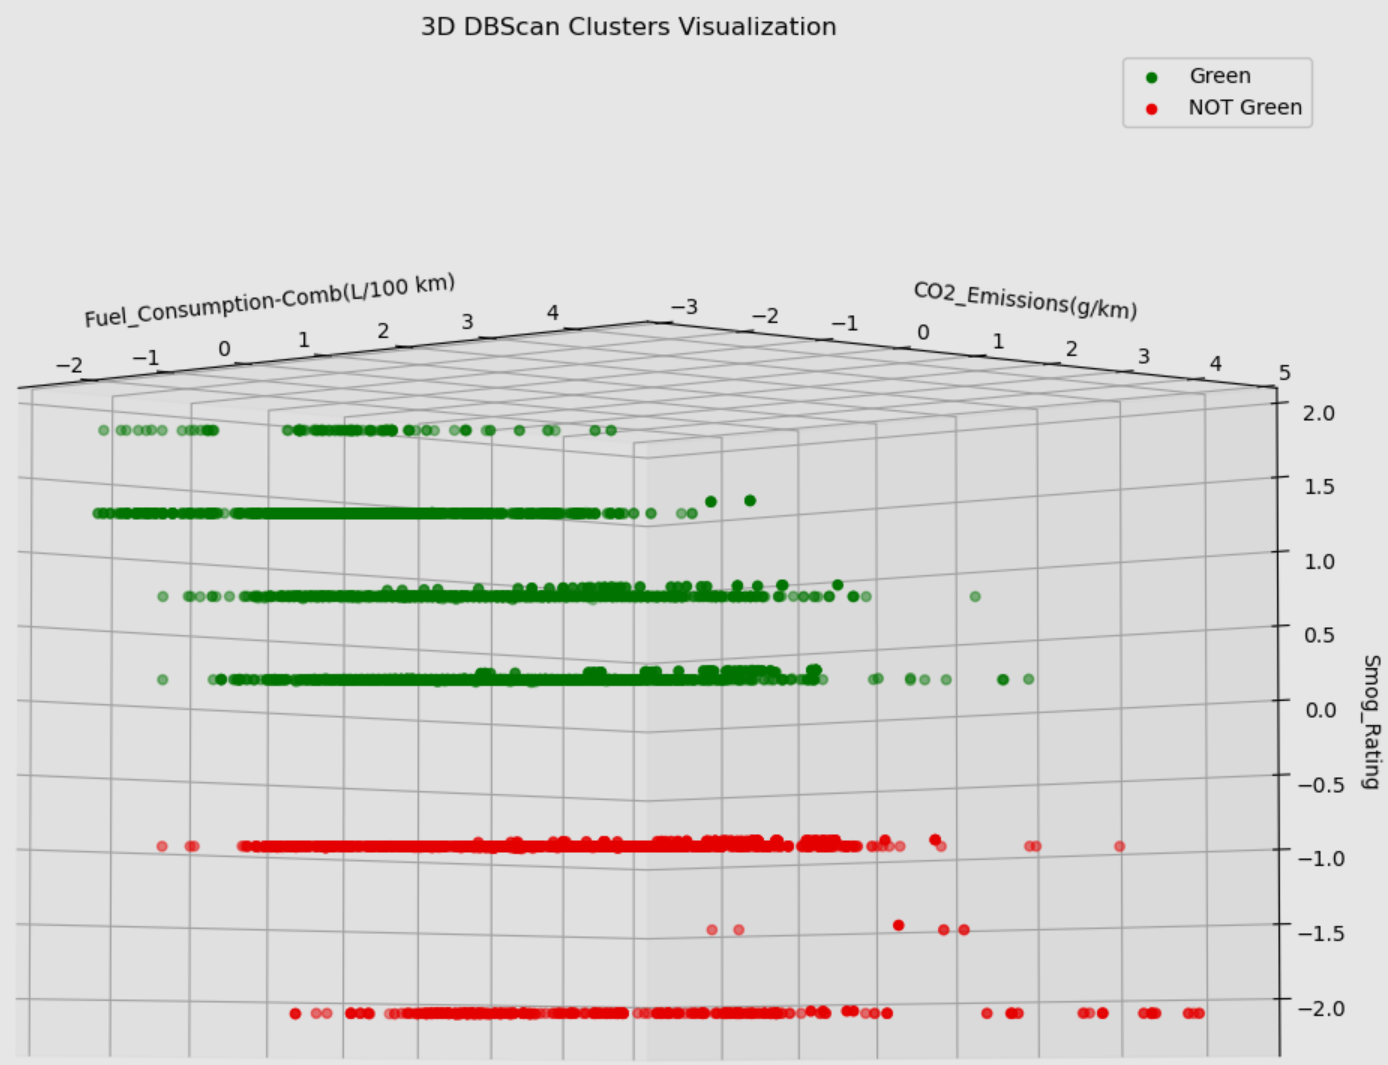 3D DBScan Clusters Visualization
Green
NOT Green
Fuel_Consumption-Comb(L/100 km)
CO2_Emissions(g/km)
−2 −1 0 1 2 3 4
−3 −2 −1 0 1 2 3 4 5
2.0
1.5
1.0
0.5
0.0
−0.5
−1.0
−1.5
−2.0
Smog_Rating